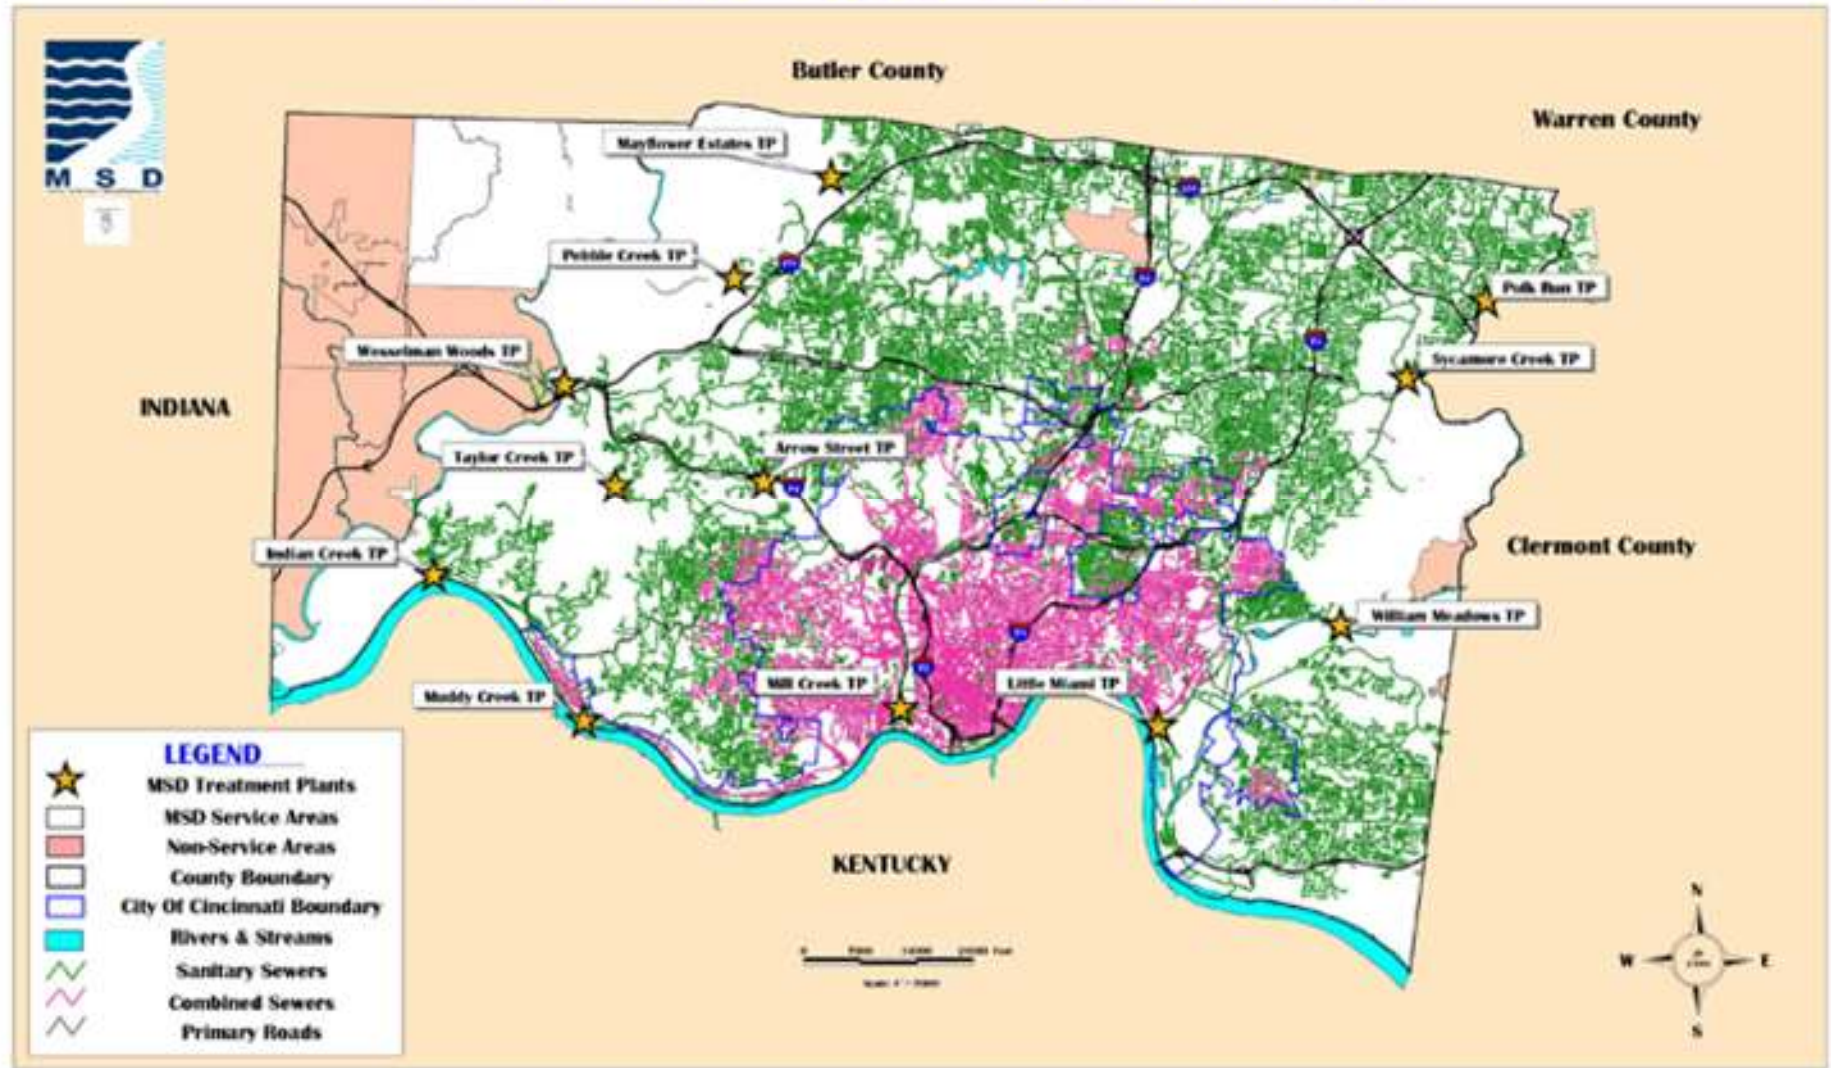 Butler County
Warren County
M S D
Mayflower Estates TP
Pebble Creek TP
Polk Run TP
Wesselman Woods TP
Sycamore Creek TP
INDIANA
Arrow Street TP
Taylor Creek TP
Indian Creek TP
Clermont County
William Meadows TP
Mill Creek TP
Little Miami TP
Muddy Creek TP
LEGEND
MSD Treatment Plants
MSD Service Areas
Non-Service Areas
County Boundary
City Of Cincinnati Boundary
Rivers & Streams
Sanitary Sewers
Combined Sewers
Primary Roads
KENTUCKY
N
W
E
S